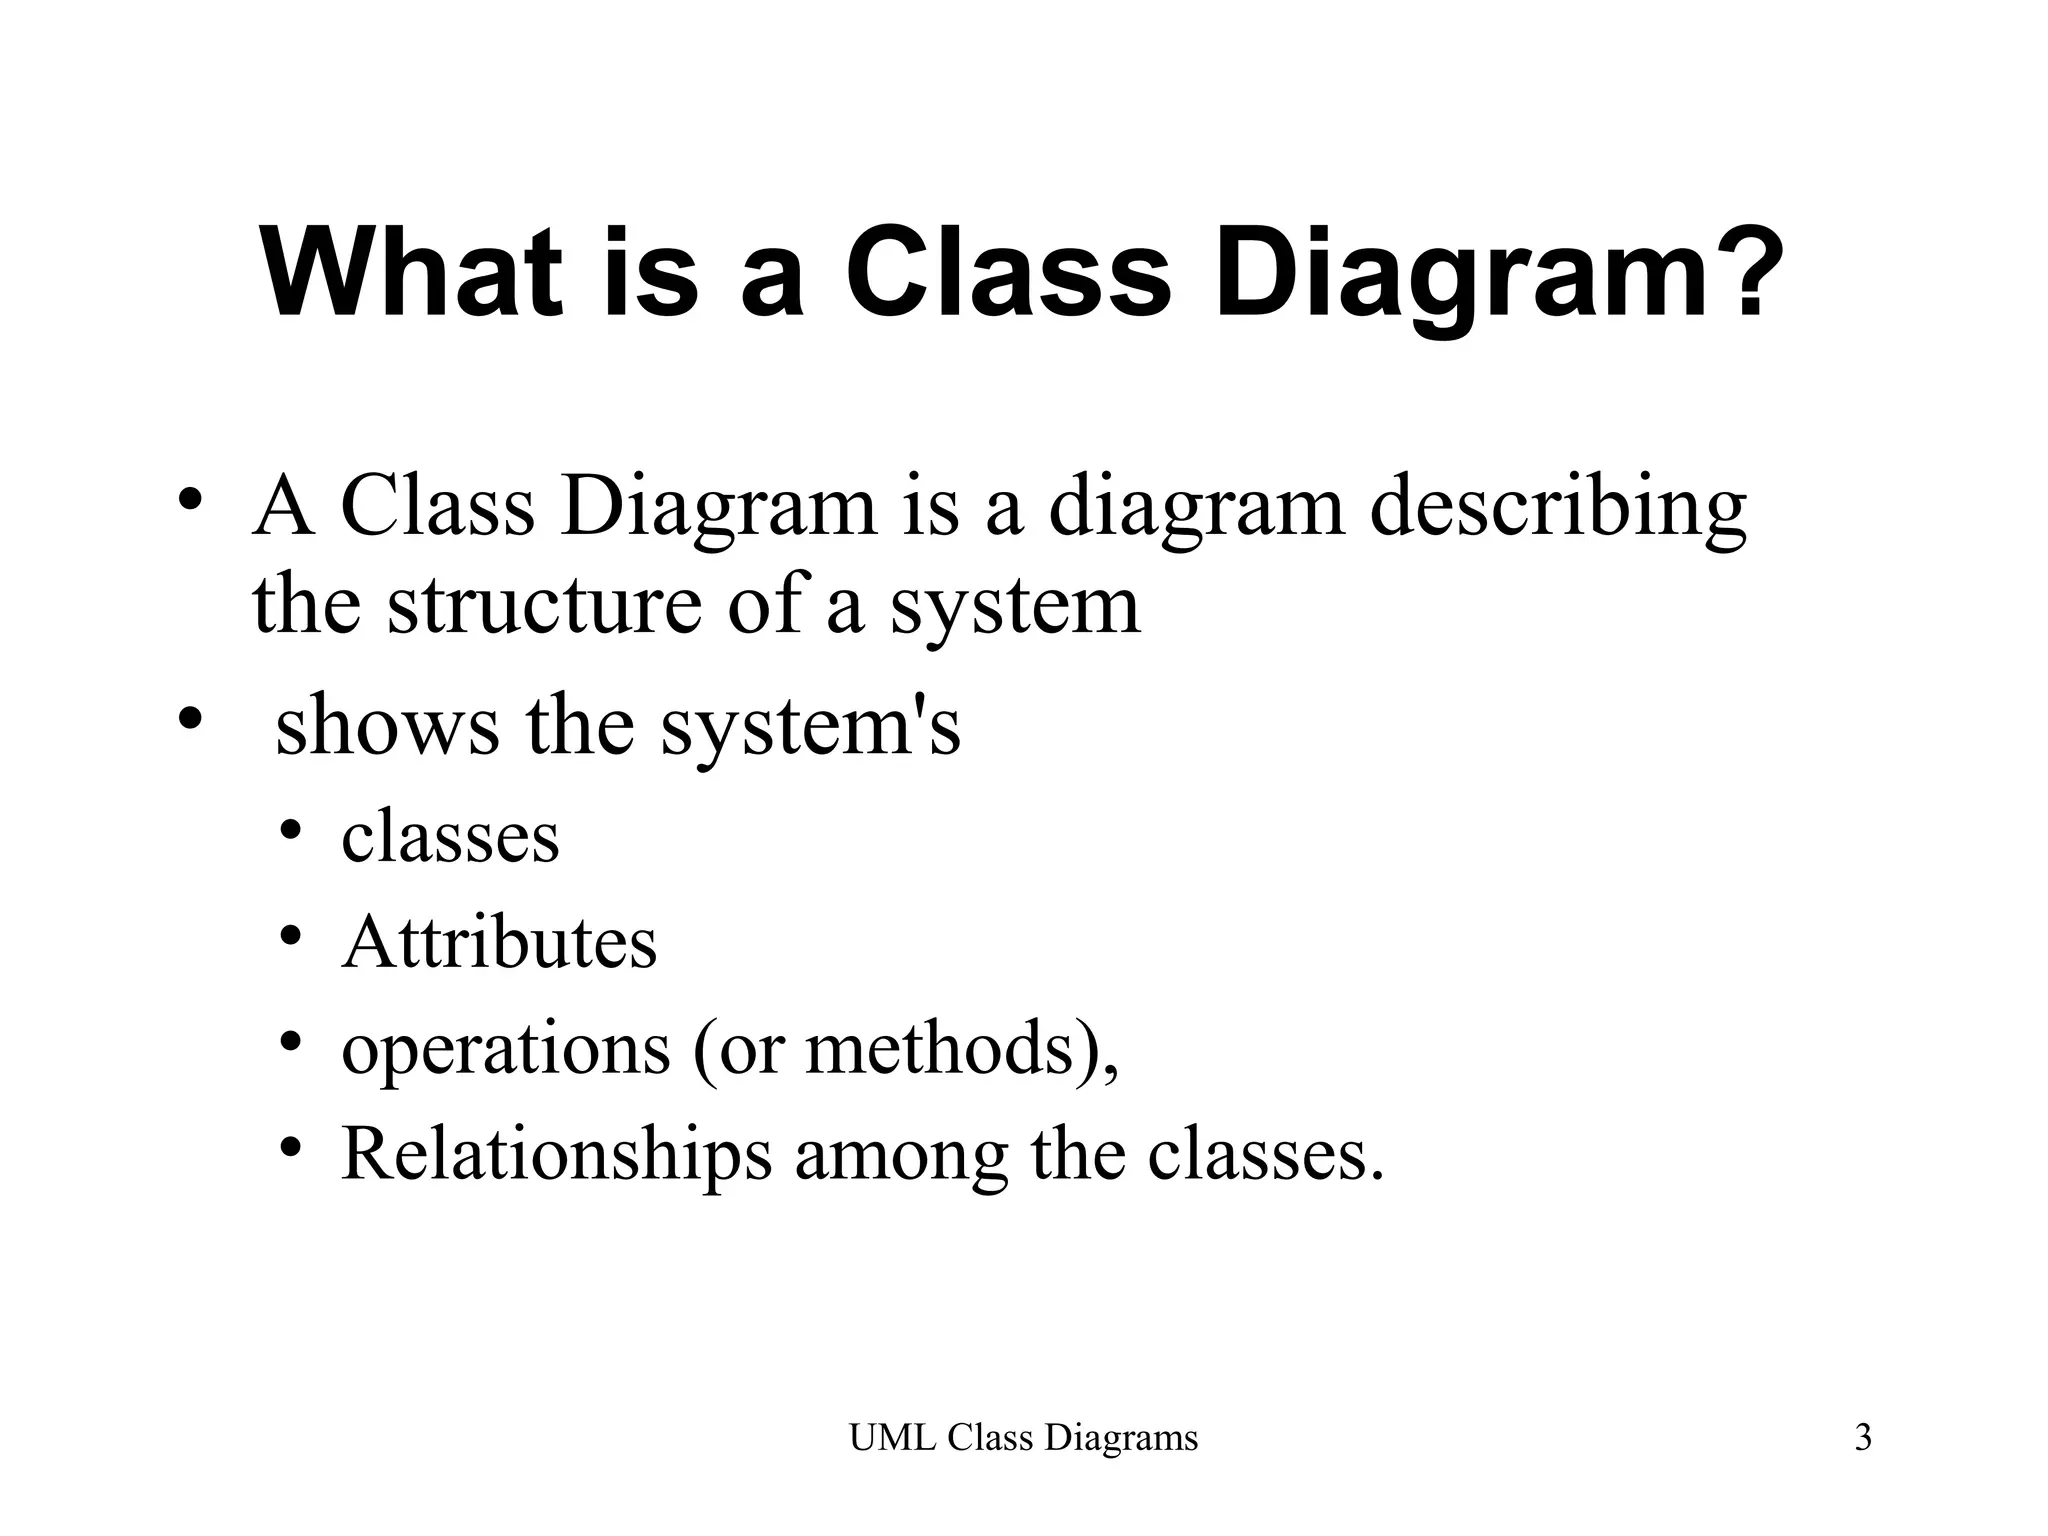 What is a Class Diagram?
• A Class Diagram is a diagram describing
the structure of a system
• shows the system's
• classes
• Attributes
• operations (or methods),
• Relationships among the classes.
UML Class Diagrams
3